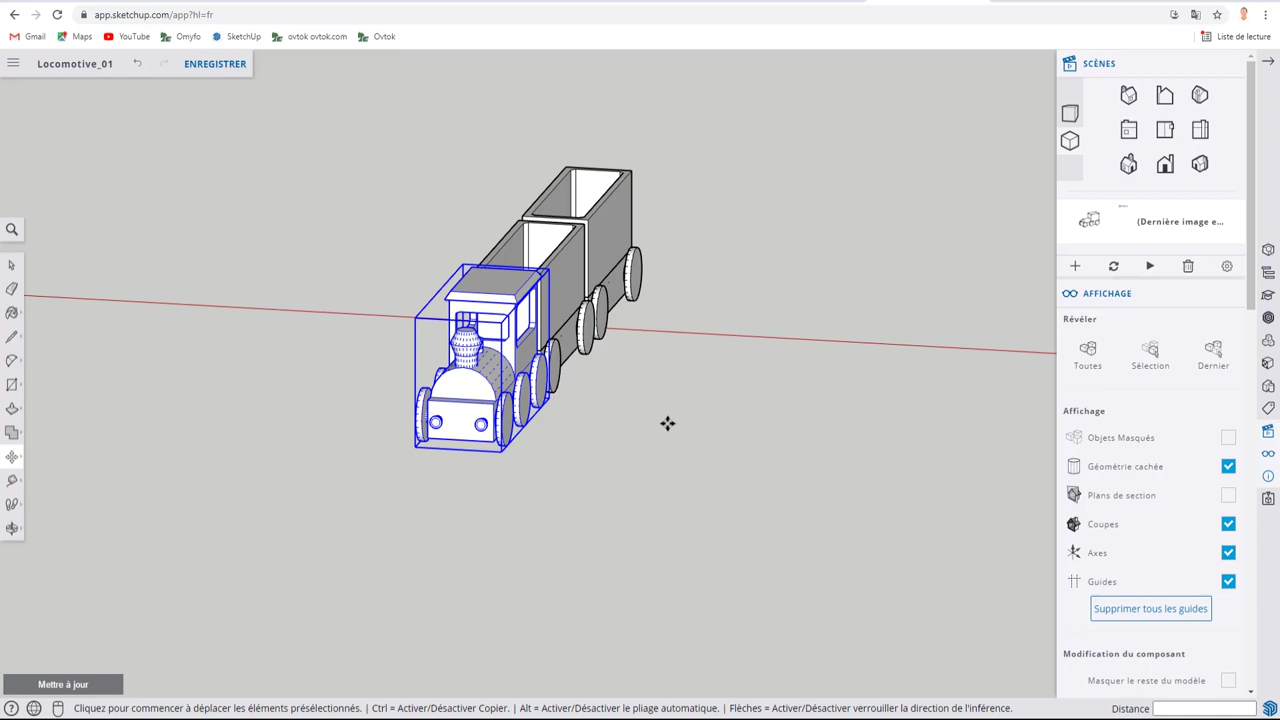 app.sketchup.com/app?hl=fr
Gmail
Maps
YouTube
Omyfo
SketchUp
ovtok ovtok.com
Ovtok
Liste de lecture
Locomotive_01
ENREGISTRER
SCÈNES
(Dernière image e...
AFFICHAGE
Révéler
Toutes
Sélection
Dernier
Affichage
Objets Masqués
Géométrie cachée
Plans de section
Coupes
Axes
Guides
Supprimer tous les guides
Modification du composant
Masquer le reste du modèle
Mettre à jour
Cliquez pour commencer à déplacer les éléments présélectionnés. | Ctrl = Activer/Désactiver Copier. | Alt = Activer/Désactiver le pliage automatique. | Flèches = Activer/Désactiver verrouiller la direction de l'inférence.
Distance